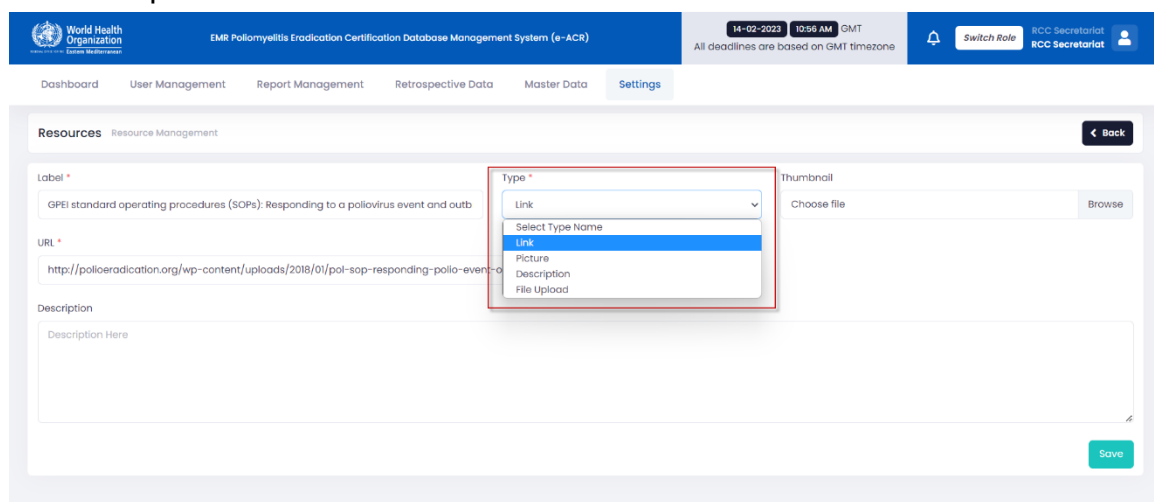 World Health
Organization
Eastern Mediterranean
EMR Poliomyelitis Eradication Certification Database Management System (e-ACR)
14-02-2023 10:56 AM GMT
All deadlines are based on GMT timezone
Switch Role
RCC Secretariat
RCC Secretariat
Dashboard User Management Report Management Retrospective Data Master Data Settings
Resources Resource Management
Back
Label * Type * Thumbnail
GPEI standard operating procedures (SOPs): Responding to a poliovirus event and outb Link Choose file Browse
Select Type Name
Link
Picture
Description
File Upload
URL *
http://polioeradication.org/wp-content/uploads/2018/01/pol-sop-responding-polio-event-o
Description
Description Here
Save